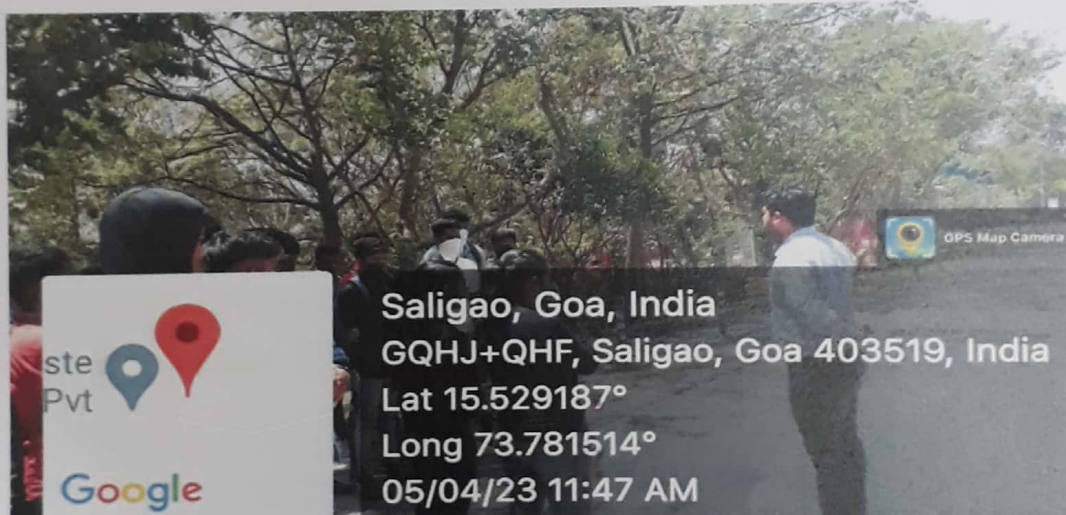 GPS Map Camera
Saligao, Goa, India
GQHJ+QHF, Saligao, Goa 403519, India
Lat 15.529187°
Long 73.781514°
05/04/23 11:47 AM
ste
Pvt
Google